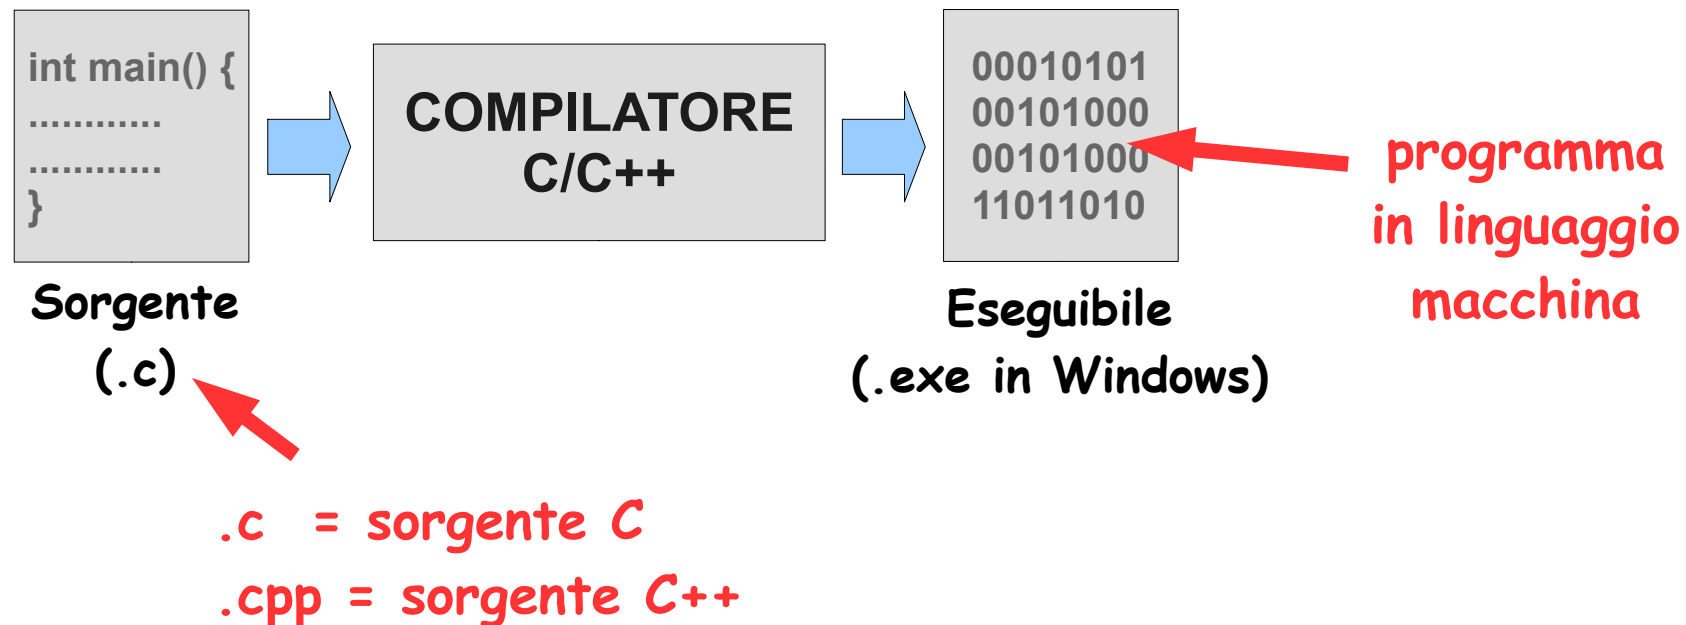 int main() {
............
............
}
Sorgente
(.c)
COMPILATORE
C/C++
00010101
00101000
00101000
11011010
Eseguibile
(.exe in Windows)
programma
in linguaggio
macchina
.c = sorgente C
.cpp = sorgente C++